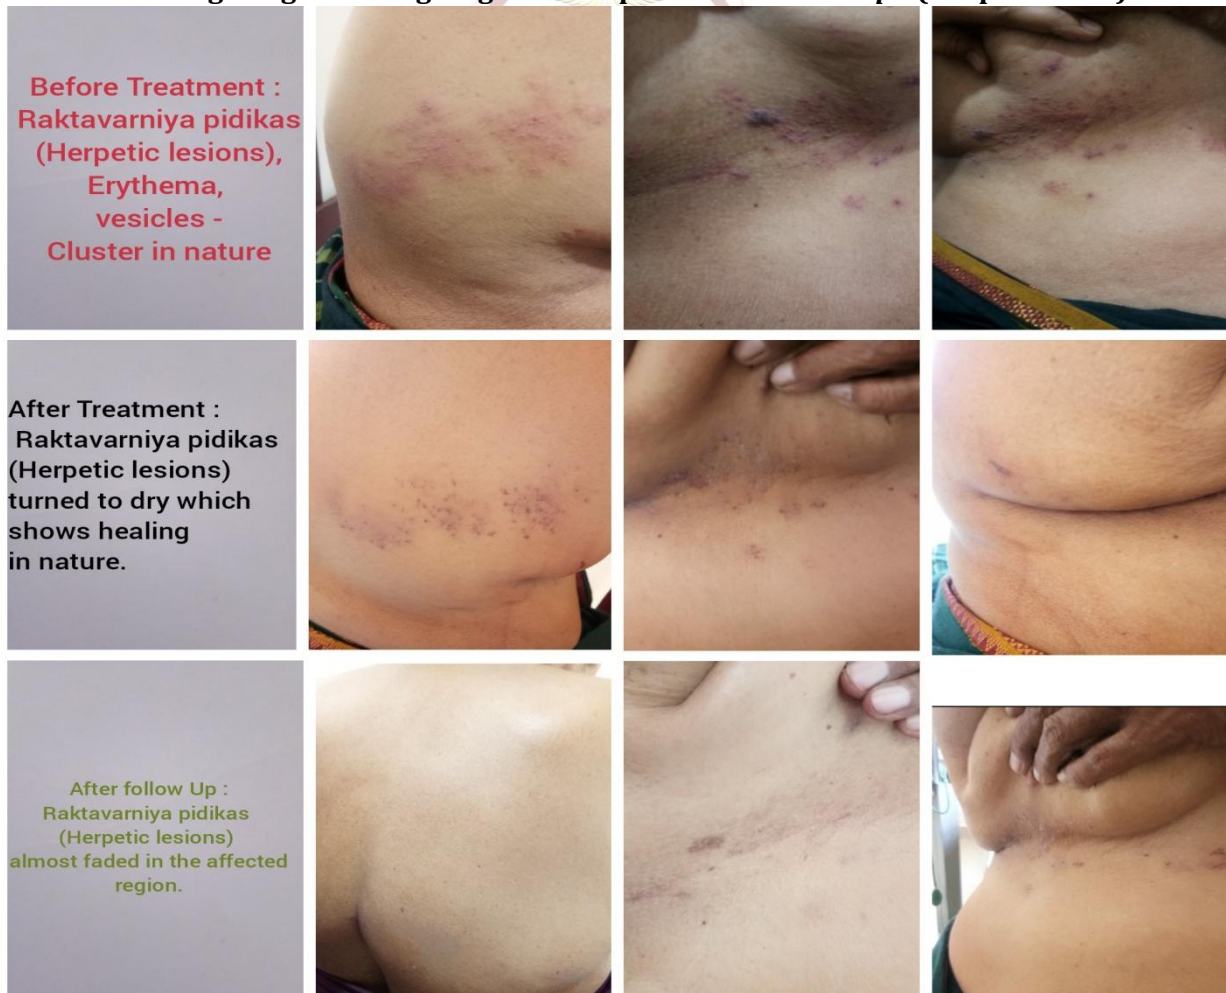 Before Treatment :
Raktavarniya pidikas
(Herpetic lesions),
Erythema,
vesicles -
Cluster in nature
After Treatment :
Raktavarniya pidikas
(Herpetic lesions)
turned to dry which
shows healing
in nature.
After follow Up :
Raktavarniya pidikas
(Herpetic lesions)
almost faded in the affected
region.